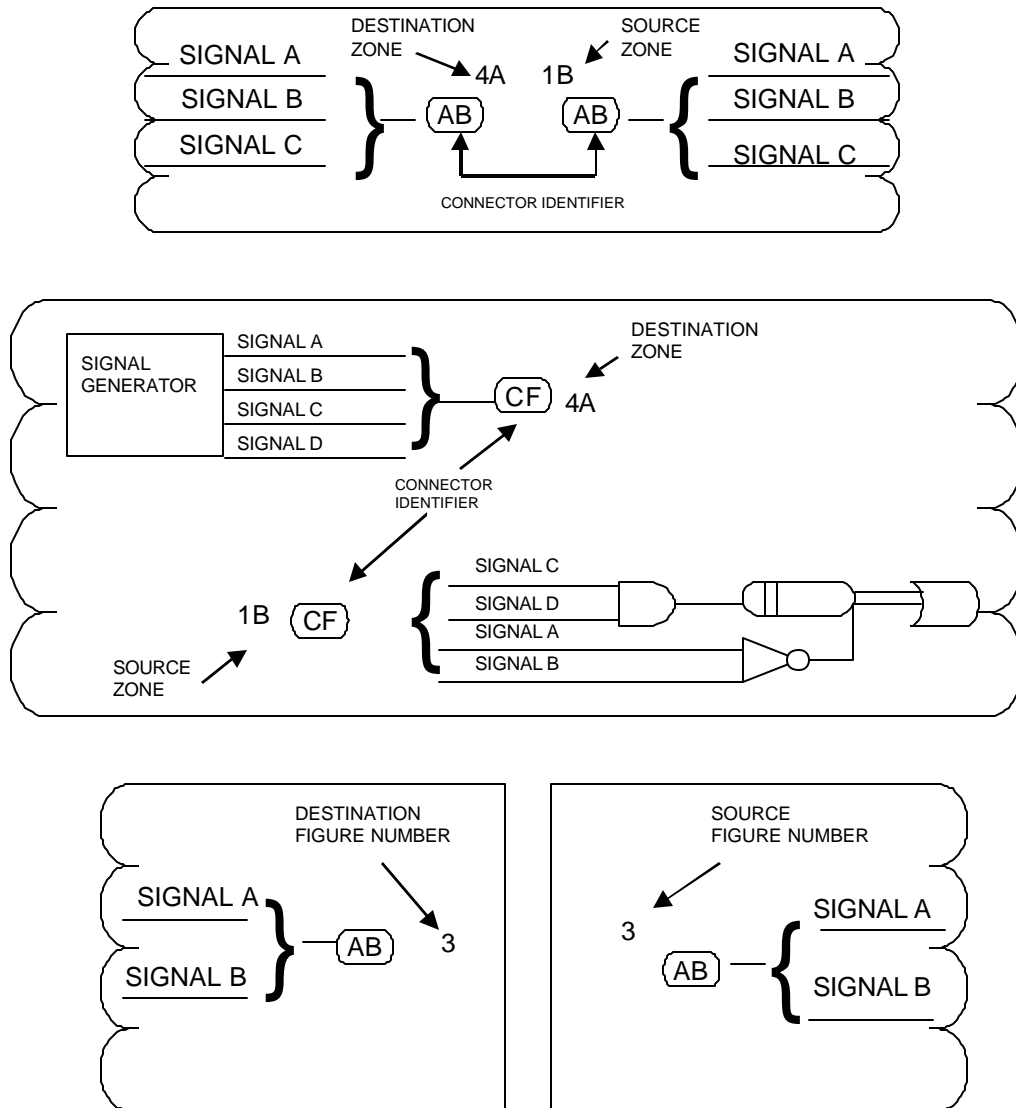 DESTINATION
ZONE
SOURCE
ZONE
SIGNAL A
4A
1B
SIGNAL A
SIGNAL B
AB
AB
SIGNAL B
SIGNAL C
SIGNAL C
CONNECTOR IDENTIFIER
SIGNAL
GENERATOR
SIGNAL A
SIGNAL B
SIGNAL C
SIGNAL D
CF
4A
DESTINATION
ZONE
CONNECTOR
IDENTIFIER
1B
CF
SOURCE
ZONE
SIGNAL C
SIGNAL D
SIGNAL A
SIGNAL B
DESTINATION
FIGURE NUMBER
SIGNAL A
SIGNAL B
AB
3
SOURCE
FIGURE NUMBER
3
AB
SIGNAL A
SIGNAL B